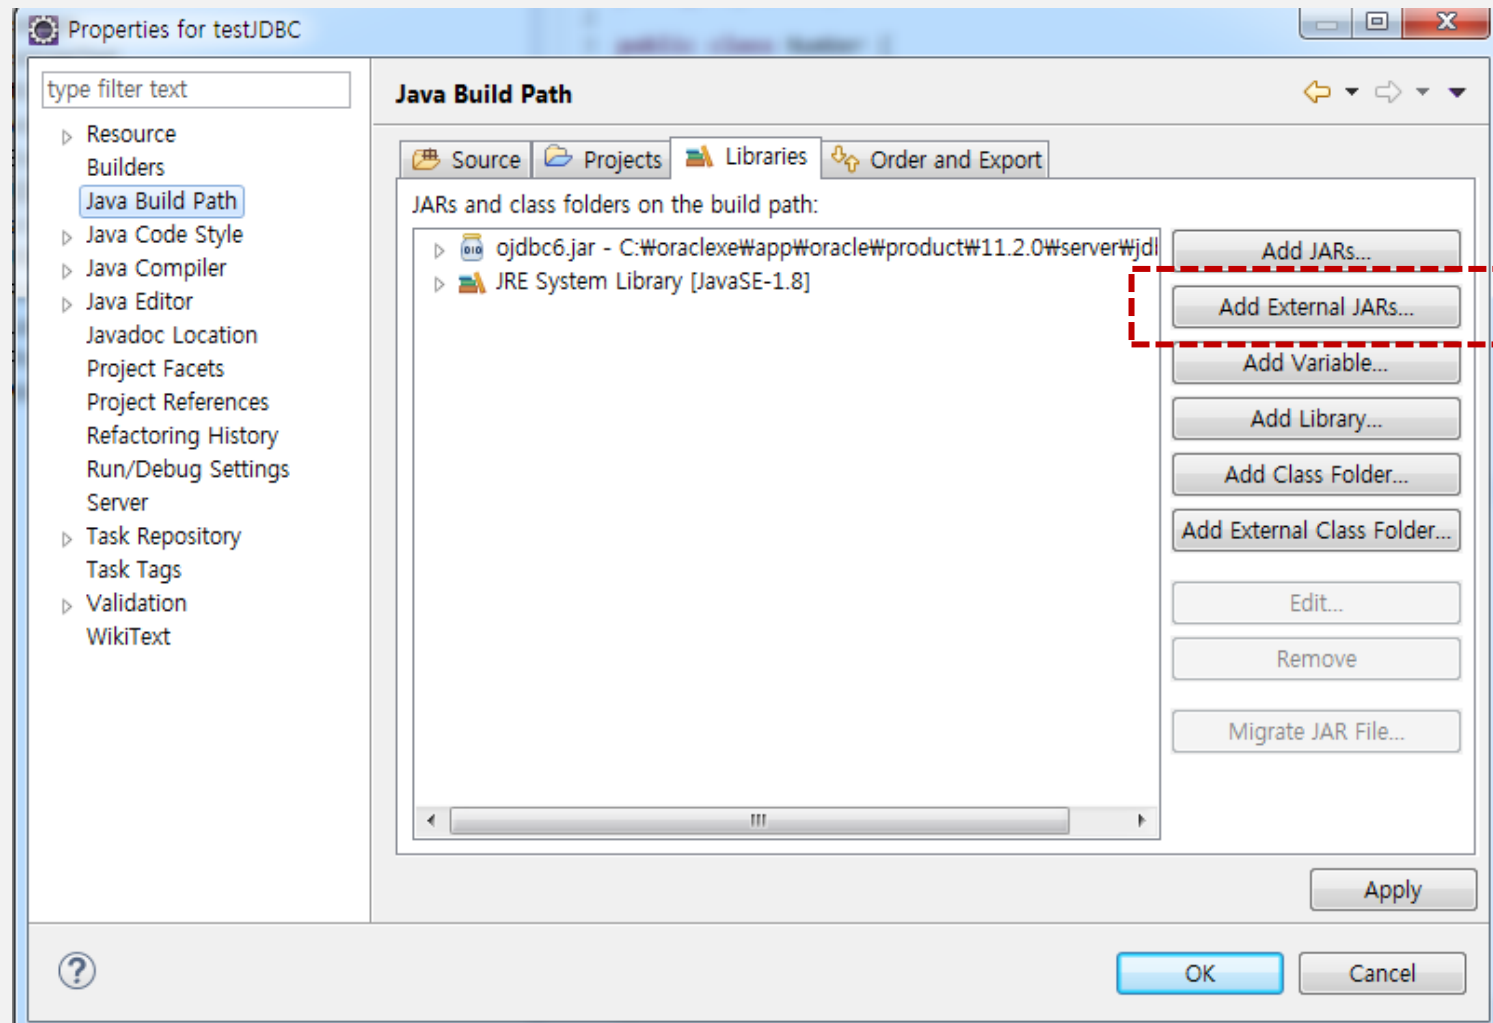 Properties for testJDBC
public class Number {
type filter text
Resource
Builders
Java Build Path
Java Code Style
Java Compiler
Java Editor
Javadoc Location
Project Facets
Project References
Refactoring History
Run/Debug Settings
Server
Task Repository
Task Tags
Validation
WikiText
Java Build Path
Source
Projects
Libraries
Order and Export
JARs and class folders on the build path:
ojdbc6.jar - C:₩oraclexe₩app₩oracle₩product₩11.2.0₩server₩jdl
JRE System Library [JavaSE-1.8]
Add JARs...
Add External JARs...
Add Variable...
Add Library...
Add Class Folder...
Add External Class Folder...
Edit...
Remove
Migrate JAR File...
Apply
OK
Cancel